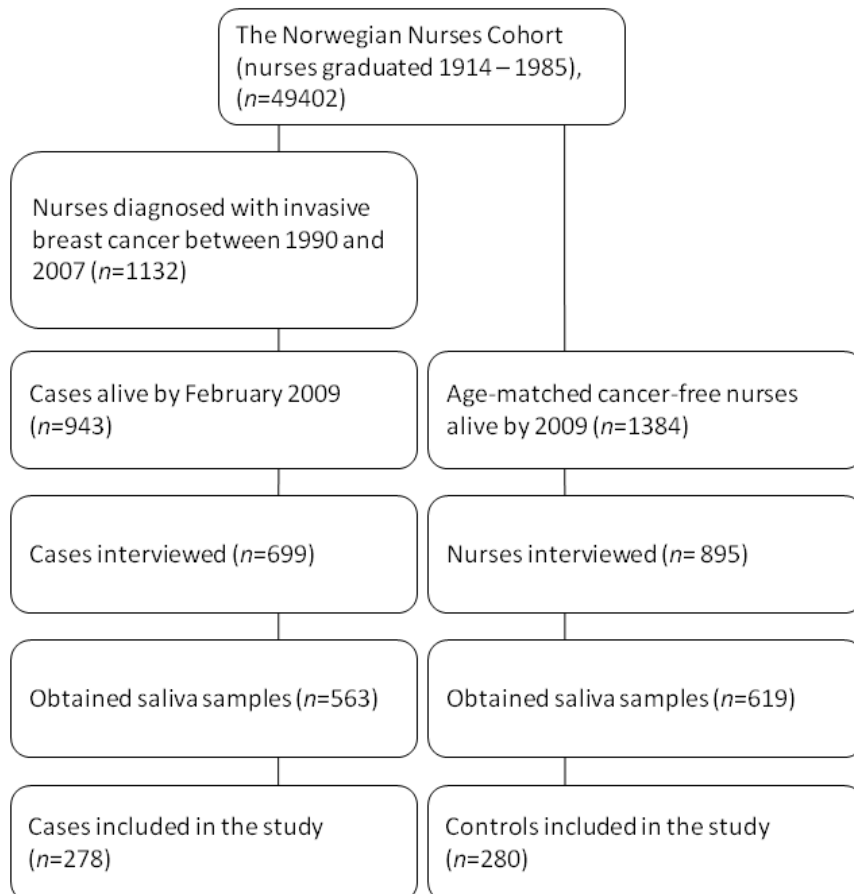 The Norwegian Nurses Cohort
(nurses graduated 1914 – 1985),
(n=49402)
Nurses diagnosed with invasive
breast cancer between 1990 and
2007 (n=1132)
Cases alive by February 2009
(n=943)
Age-matched cancer-free nurses
alive by 2009 (n=1384)
Cases interviewed (n=699)
Nurses interviewed (n= 895)
Obtained saliva samples (n=563)
Obtained saliva samples (n=619)
Cases included in the study
(n=278)
Controls included in the study
(n=280)